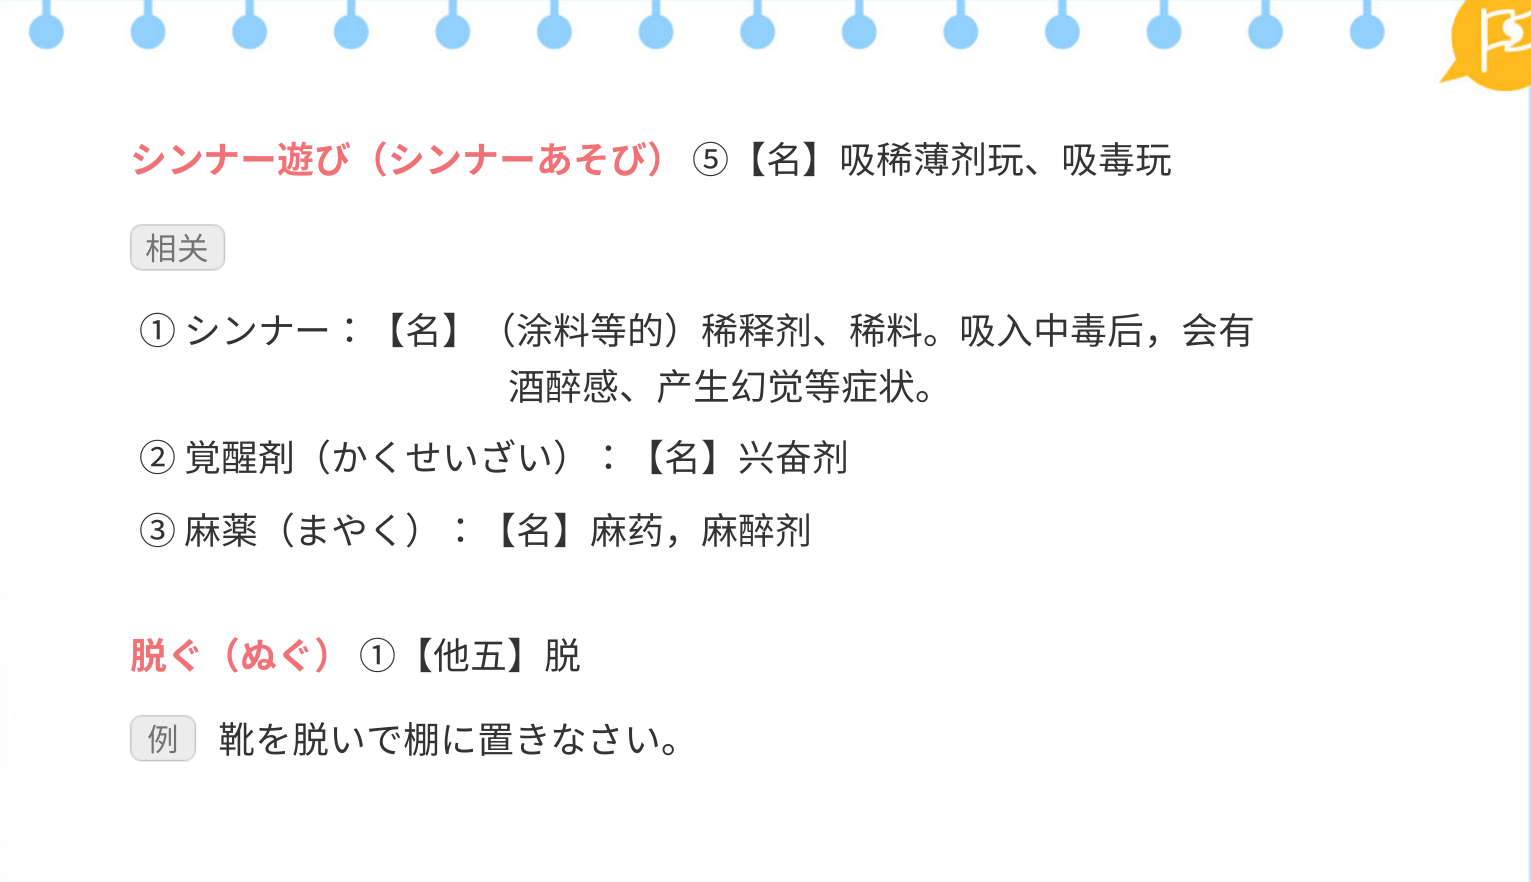 シンナー遊び（シンナーあそび） ⑤【名】吸稀薄剂玩、吸毒玩
相关
① シンナー：【名】（涂料等的）稀释剂、稀料。吸入中毒后，会有
酒醉感、产生幻觉等症状。
② 覚醒剤（かくせいざい）：【名】兴奋剂
③ 麻薬（まやく）：【名】麻药，麻醉剂
脱ぐ（ぬぐ） ①【他五】脱
例 靴を脱いで棚に置きなさい。